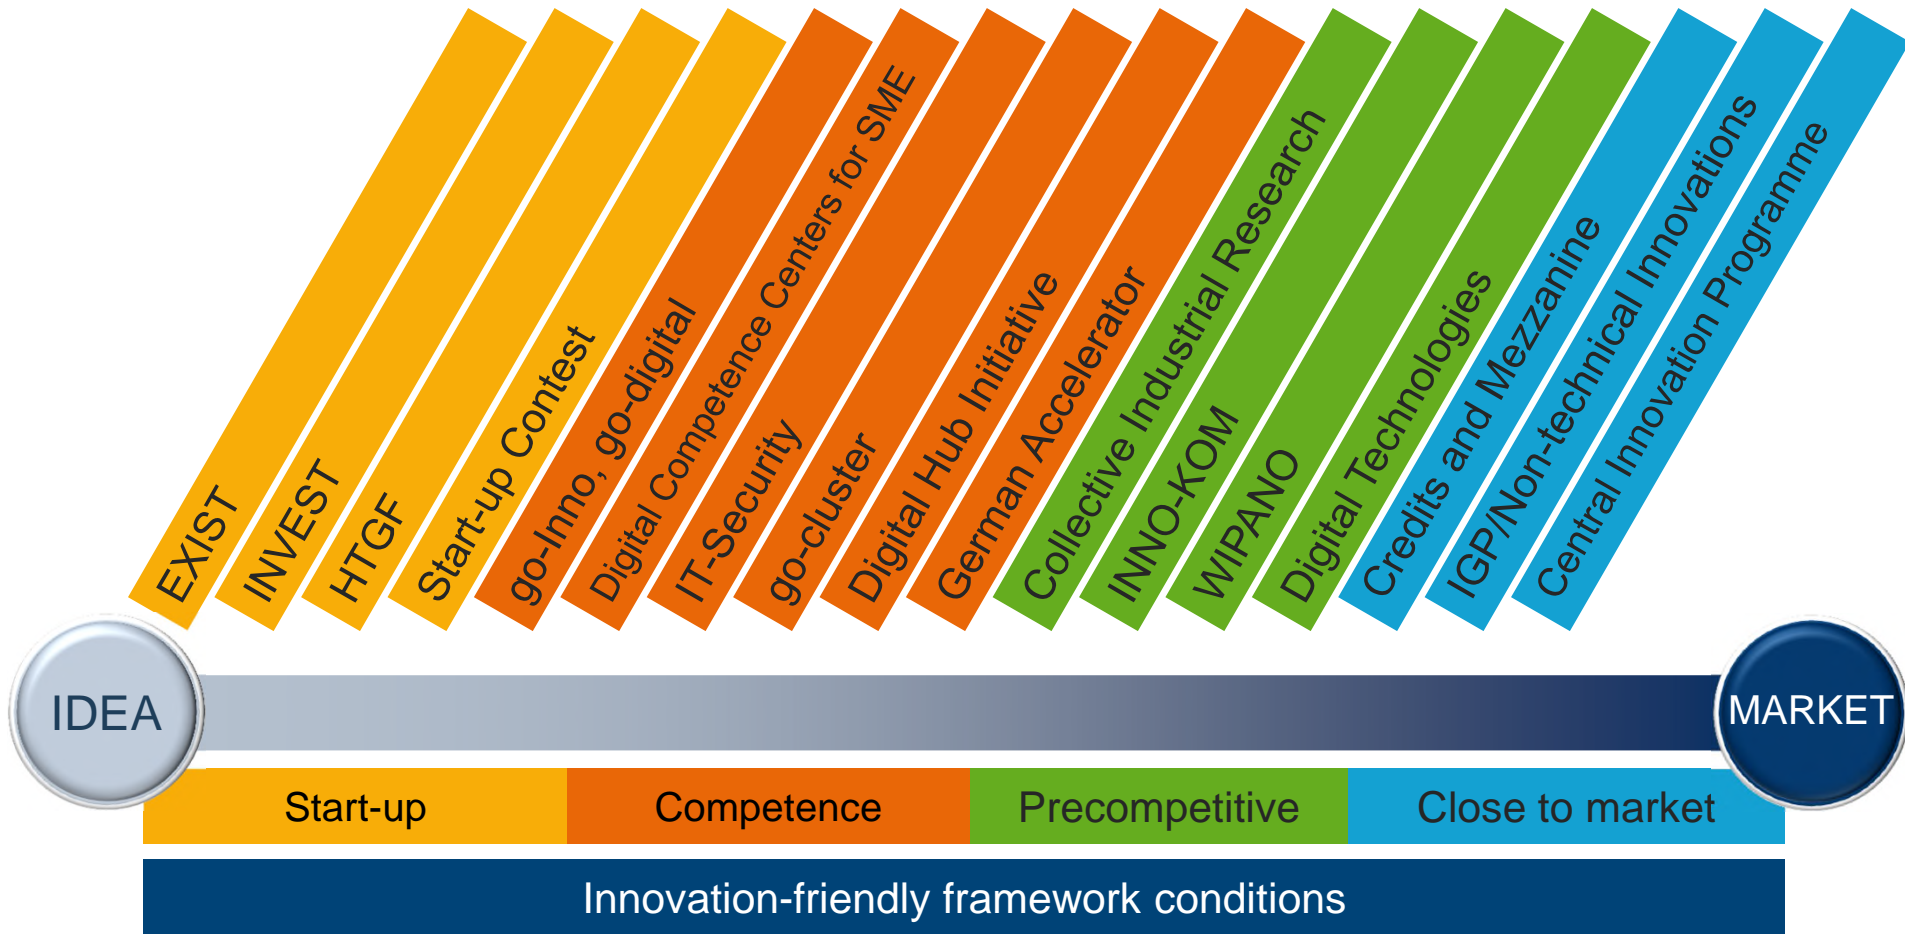 EXIST
INVEST
HTGF
Start-up Contest
go-Inno, go-digital
Digital Competence Centers for SME
IT-Security
go-cluster
Digital Hub Initiative
German Accelerator
Collective Industrial Research
INNO-KOM
WIPANO
Digital Technologies
Credits and Mezzanine
IGP/Non-technical Innovations
Central Innovation Programme
IDEA
MARKET
Start-up
Competence
Precompetitive
Close to market
Innovation-friendly framework conditions